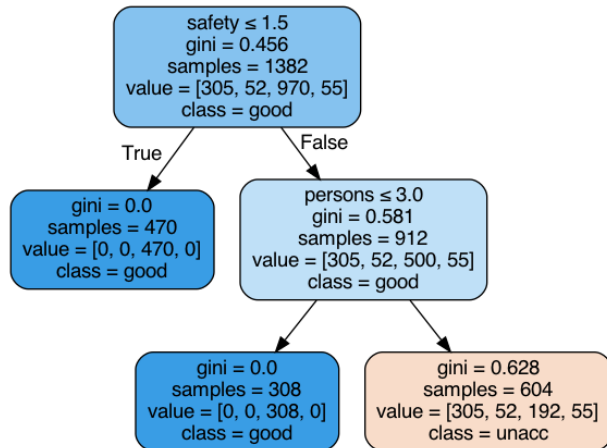 safety ≤ 1.5
gini = 0.456
samples = 1382
value = [305, 52, 970, 55]
class = good
True
False
gini = 0.0
samples = 470
value = [0, 0, 470, 0]
class = good
persons ≤ 3.0
gini = 0.581
samples = 912
value = [305, 52, 500, 55]
class = good
gini = 0.0
samples = 308
value = [0, 0, 308, 0]
class = good
gini = 0.628
samples = 604
value = [305, 52, 192, 55]
class = unacc